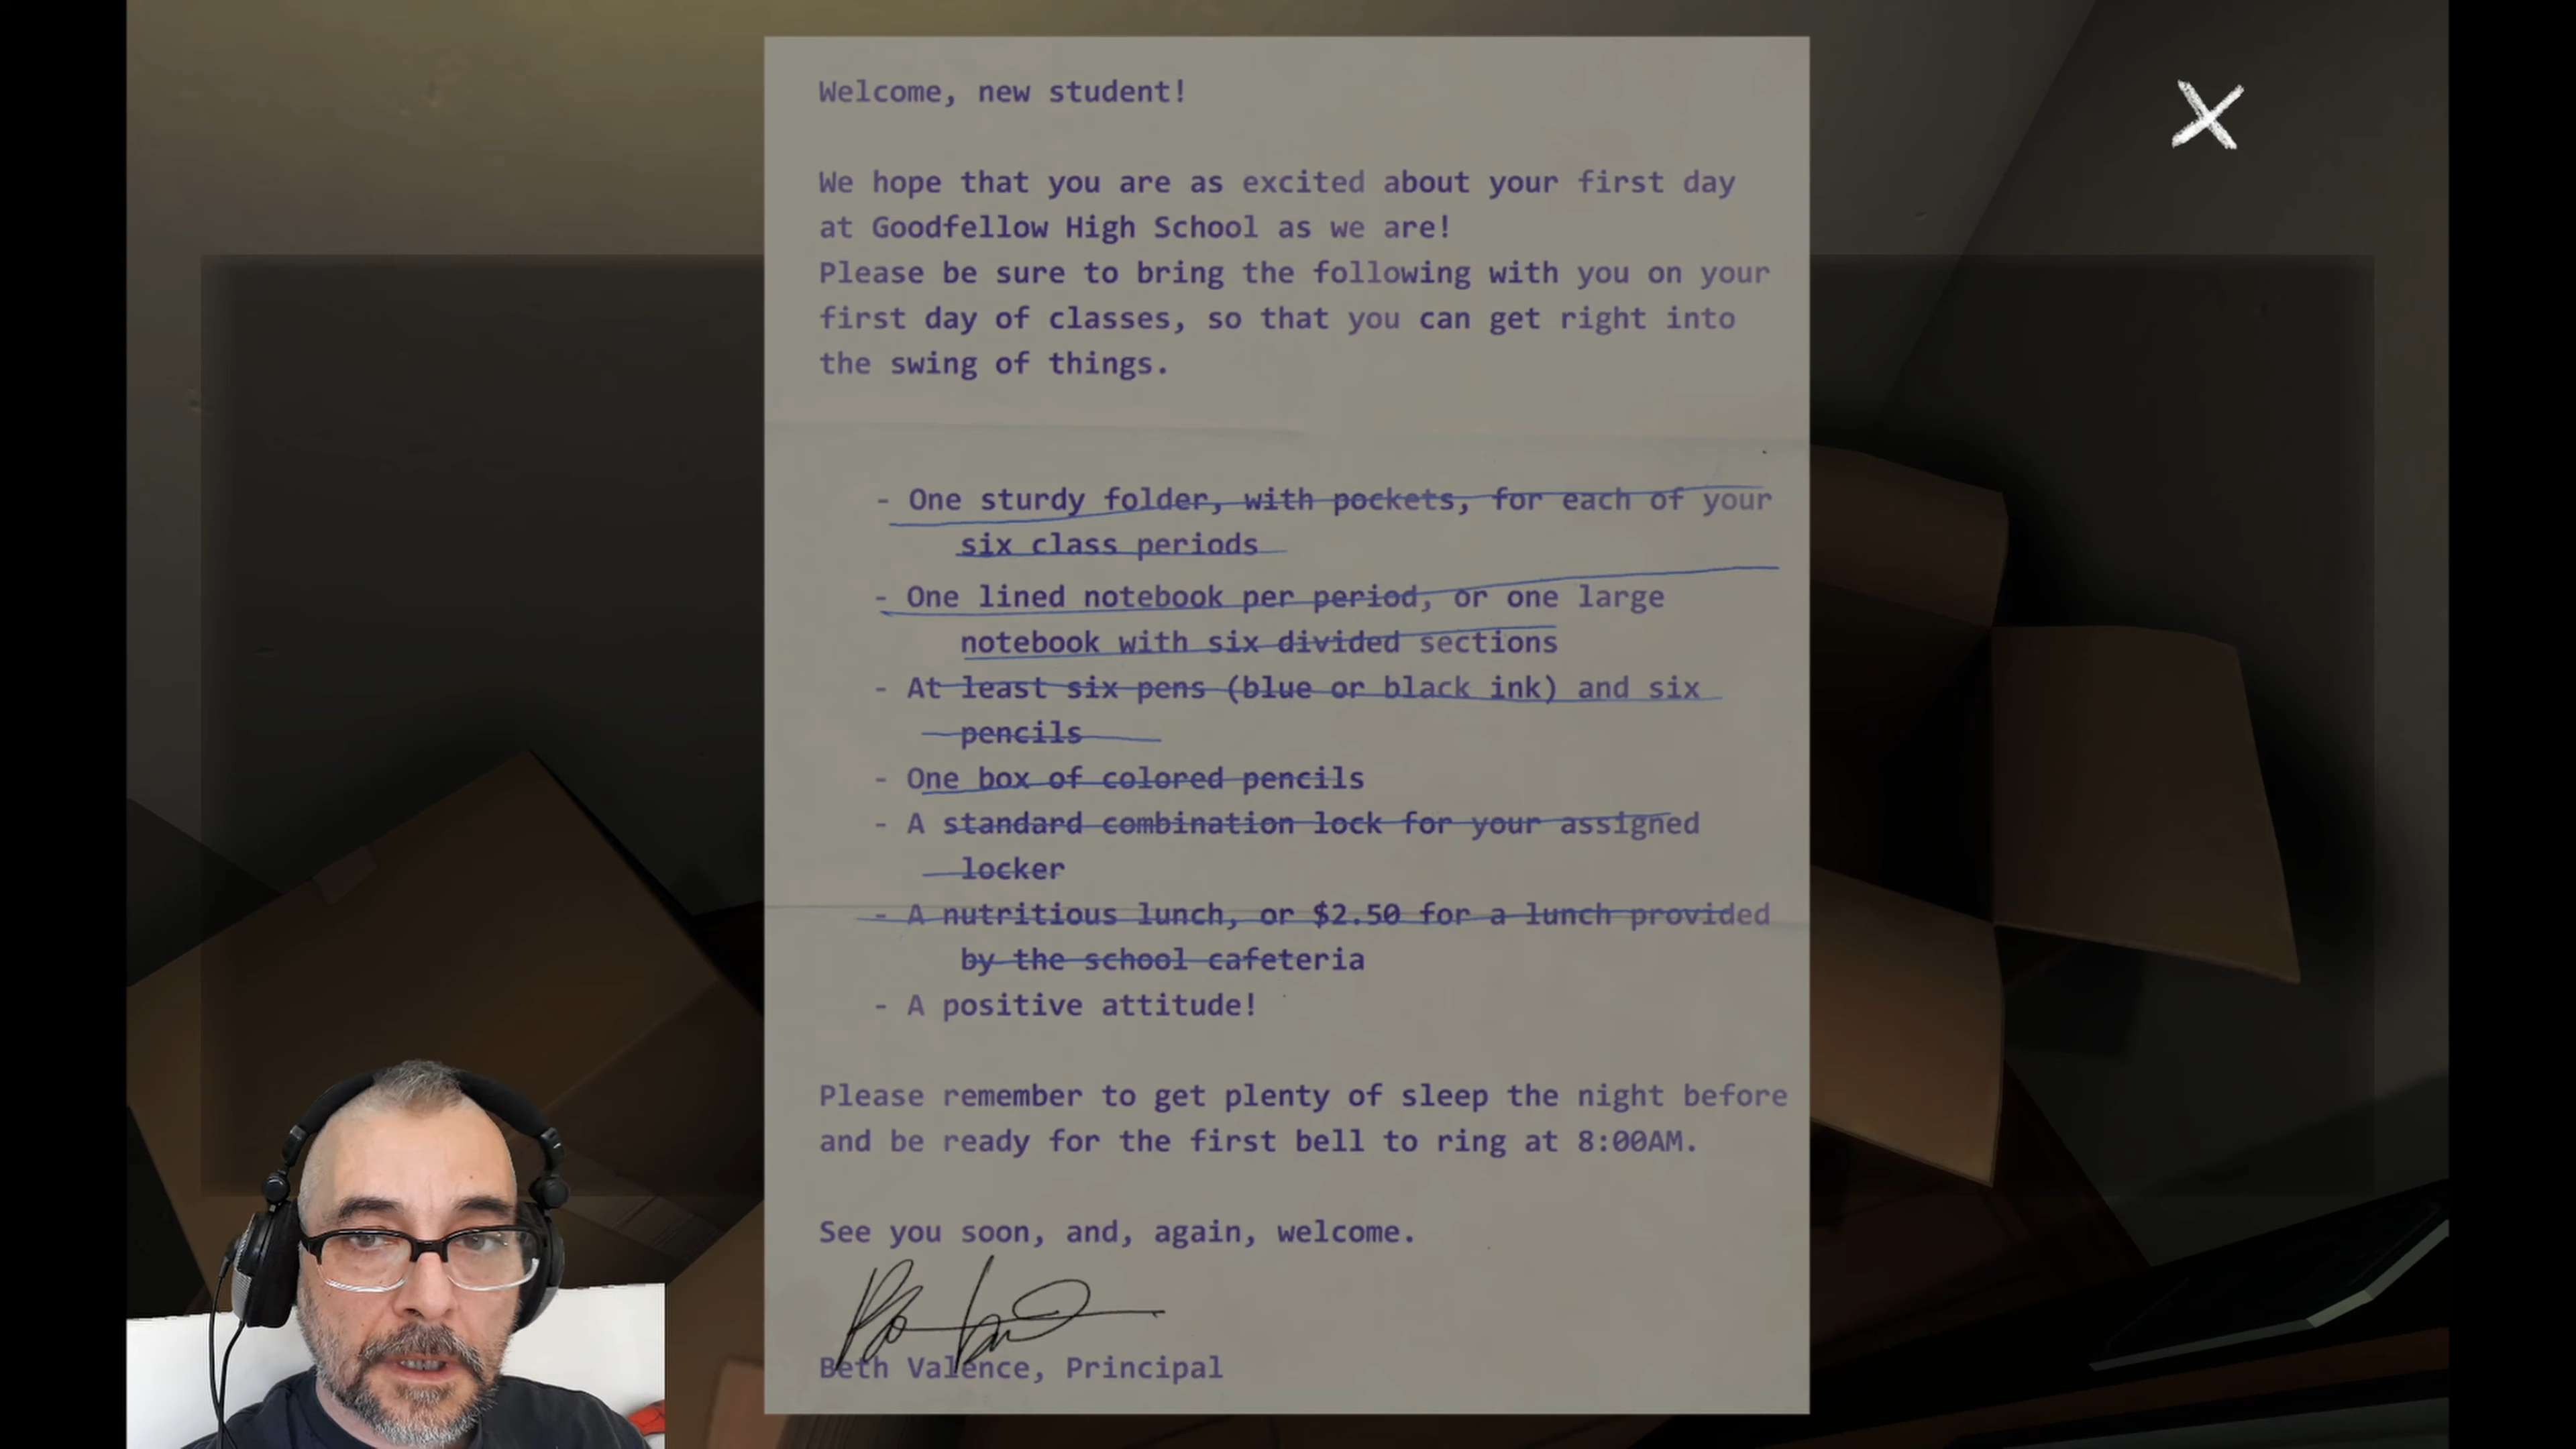 Welcome, new student!
We hope that you are as excited about your first day
at Goodfellow High School as we are!
Please be sure to bring the following with you on your
first day of classes, so that you can get right into
the swing of things.
- One sturdy folder, with pockets, for each of your
six class periods
- One lined notebook per period, or one large
notebook with six divided sections
- At least six pens (blue or black ink) and six
pencils
- One box of colored pencils
- A standard combination lock for your assigned
locker
- A nutritious lunch, or $2.50 for a lunch provided
by the school cafeteria
- A positive attitude!
Please remember to get plenty of sleep the night before
and be ready for the first bell to ring at 8:00AM.
See you soon, and, again, welcome.
Beth Valence, Principal